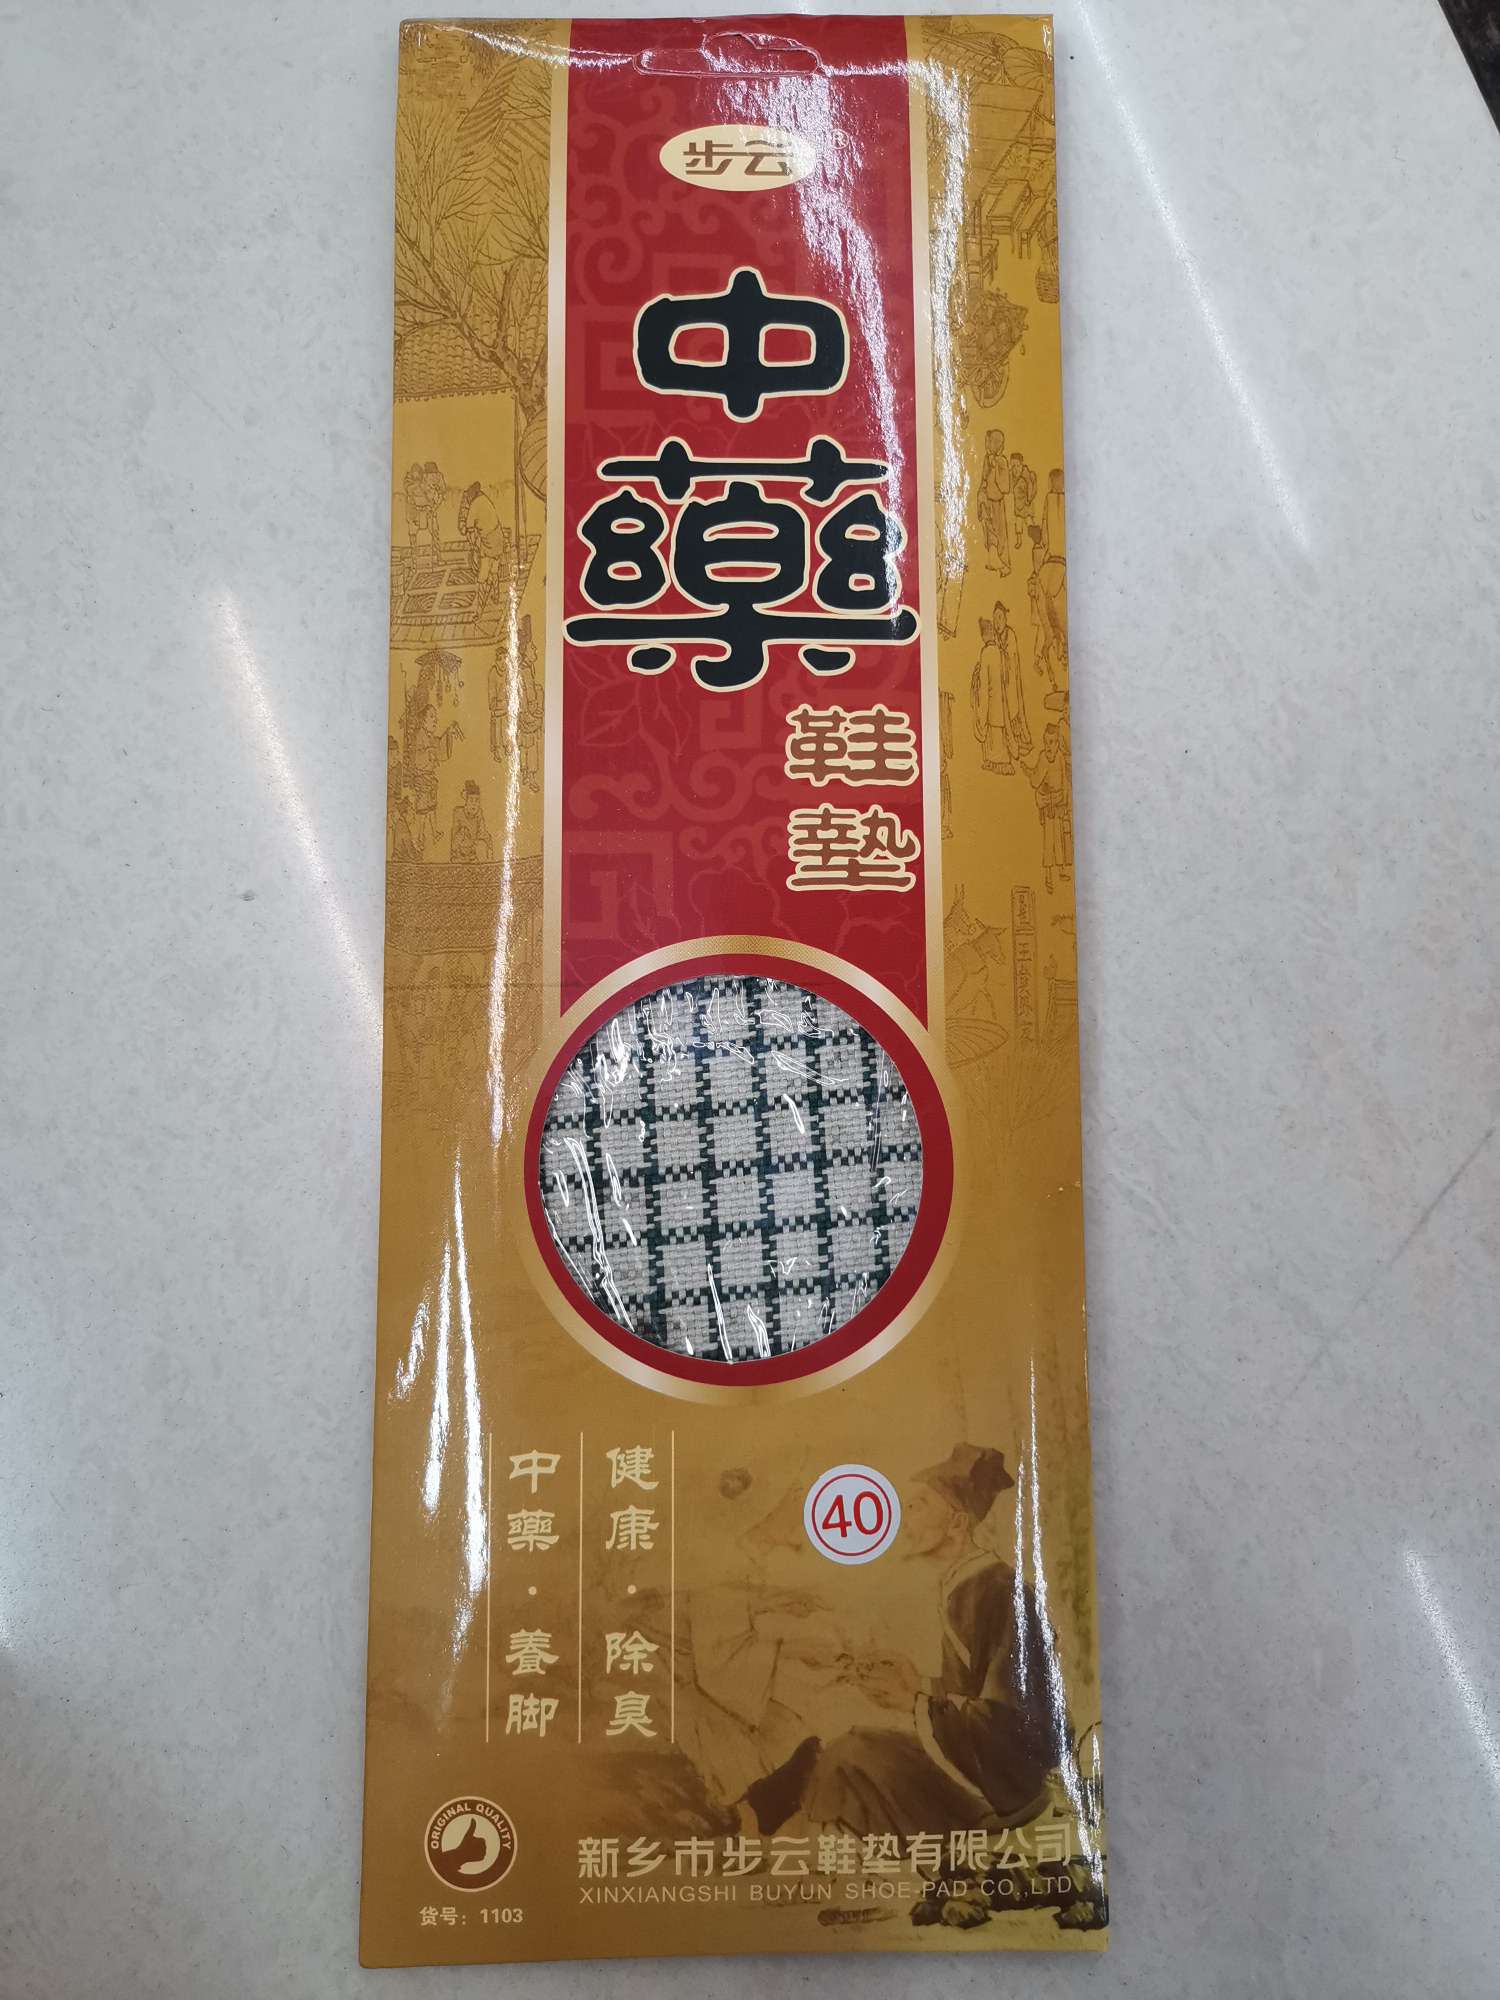 步云®
中藥
鞋墊
健康·除臭
中藥·養脚
40
ORIGINAL QUALITY
新乡市步云鞋垫有限公司
XINXIANGSHI BUYUN SHOE-PAD CO.,LTD
货号：1103